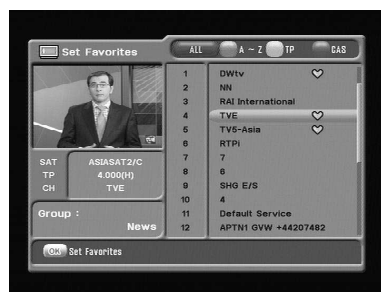 Set Favorites
ALL A ~ Z TP CAS
1 DWtv
2 NN
3 RAI International
4 TVE
5 TV5-Asia
6 RTPi
7 7
8 6
9 SHG E/S
10 4
11 Default Service
12 APTN1 GVW +44207482
SAT ASIASAT2/C
TP 4.000(H)
CH TVE
Group :
News
OK Set Favorites